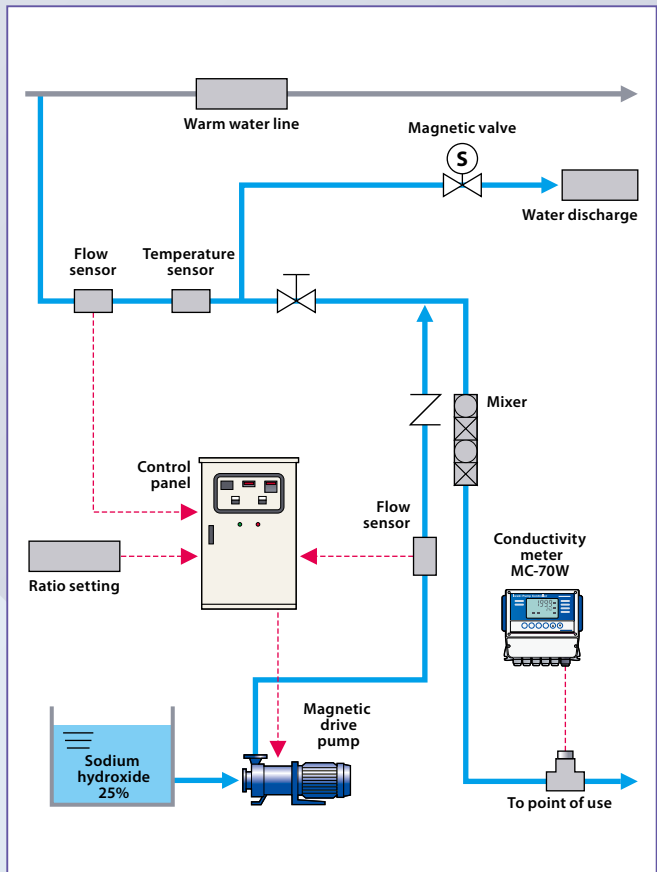 Warm water line
Magnetic valve
S
Water discharge
Flow
sensor
Temperature
sensor
Mixer
Control
panel
Flow
sensor
Ratio setting
Conductivity
meter
MC-70W
Magnetic
drive
pump
Sodium
hydroxide
25%
To point of use